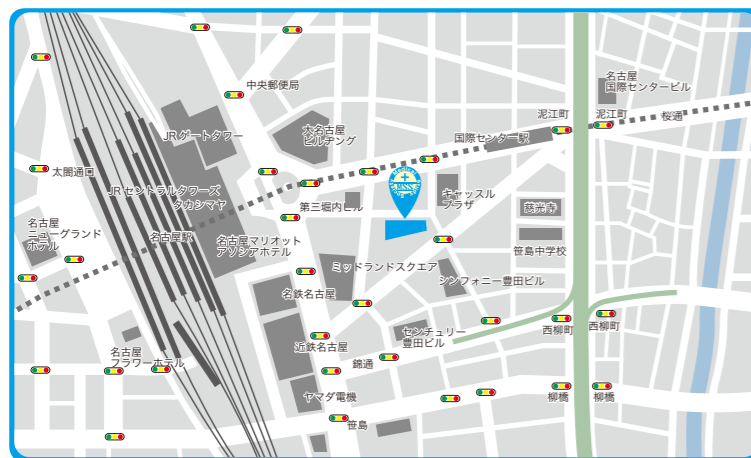 中央郵便局
名古屋
国際センタービル
泥江町
泥江町
桜通
JRゲートタワー
大名古屋
ビルヂング
国際センター駅
太閤通口
JRセントラルタワーズ
タカシマヤ
第三堀内ビル
MSS
キャッスル
プラザ
慈光寺
名古屋
ニューグランド
ホテル
名古屋駅
名古屋マリオット
アソシアホテル
笹島中学校
ミッドランドスクエア
シンフォニー豊田ビル
名鉄名古屋
西柳町
西柳町
センチュリー
豊田ビル
近鉄名古屋
名古屋
フラワーホテル
錦通
ヤマダ電機
柳橋
柳橋
笹島